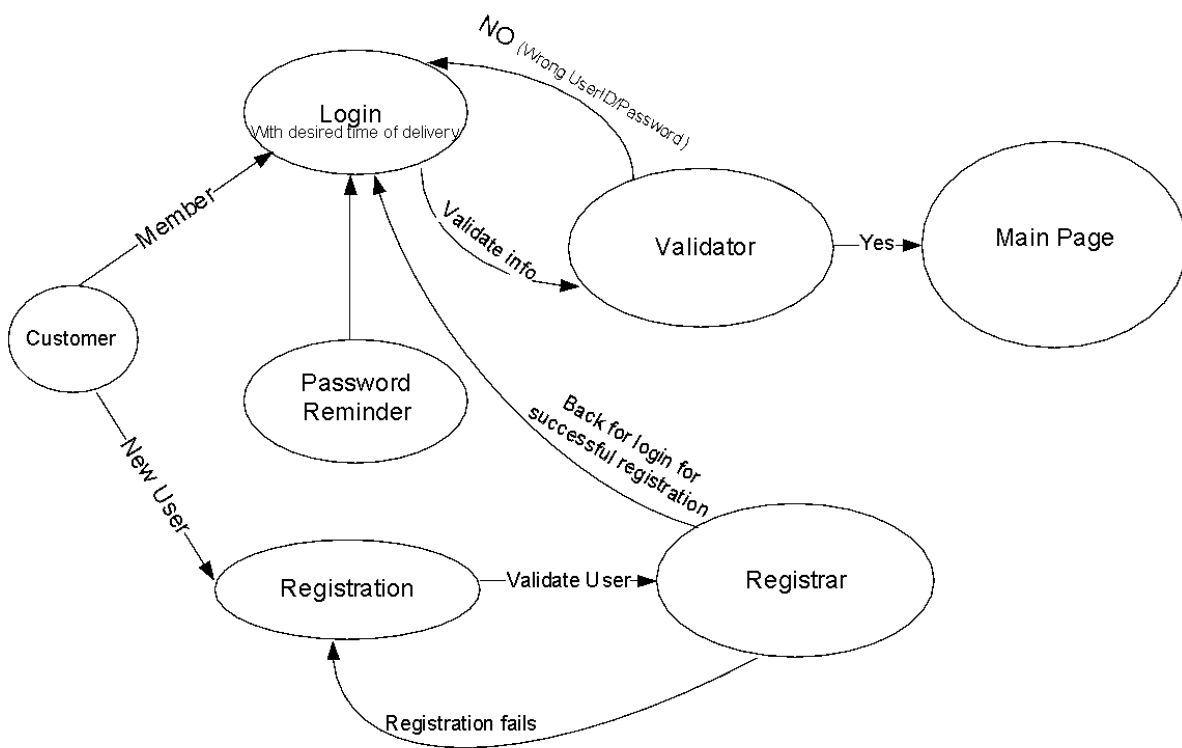 NO (Wrong UserID/Password)
Login
With desired time of delivery
Member
Validate info
Validator
Yes
Main Page
Customer
Password
Reminder
Back for login for
successful registration
New User
Registration
Validate User
Registrar
Registration fails